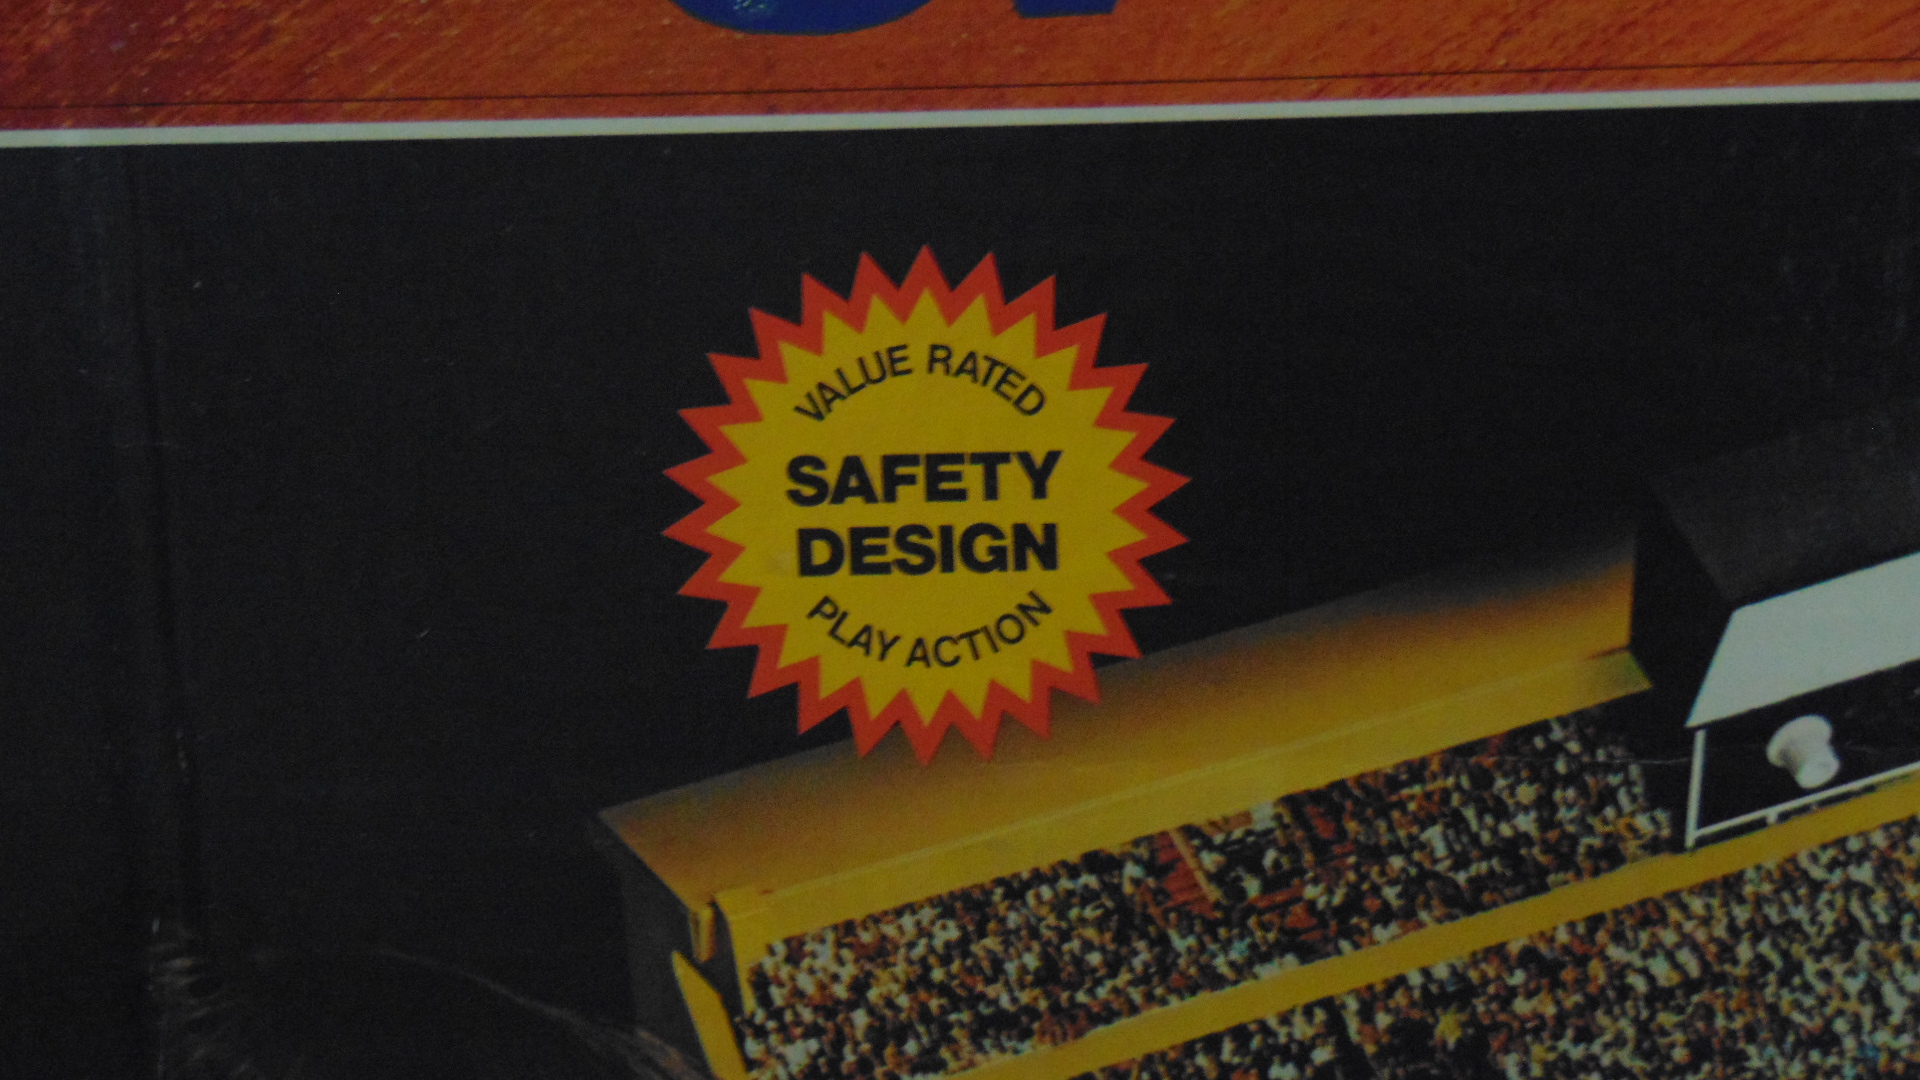 VALUE RATED
SAFETY
DESIGN
PLAY ACTION